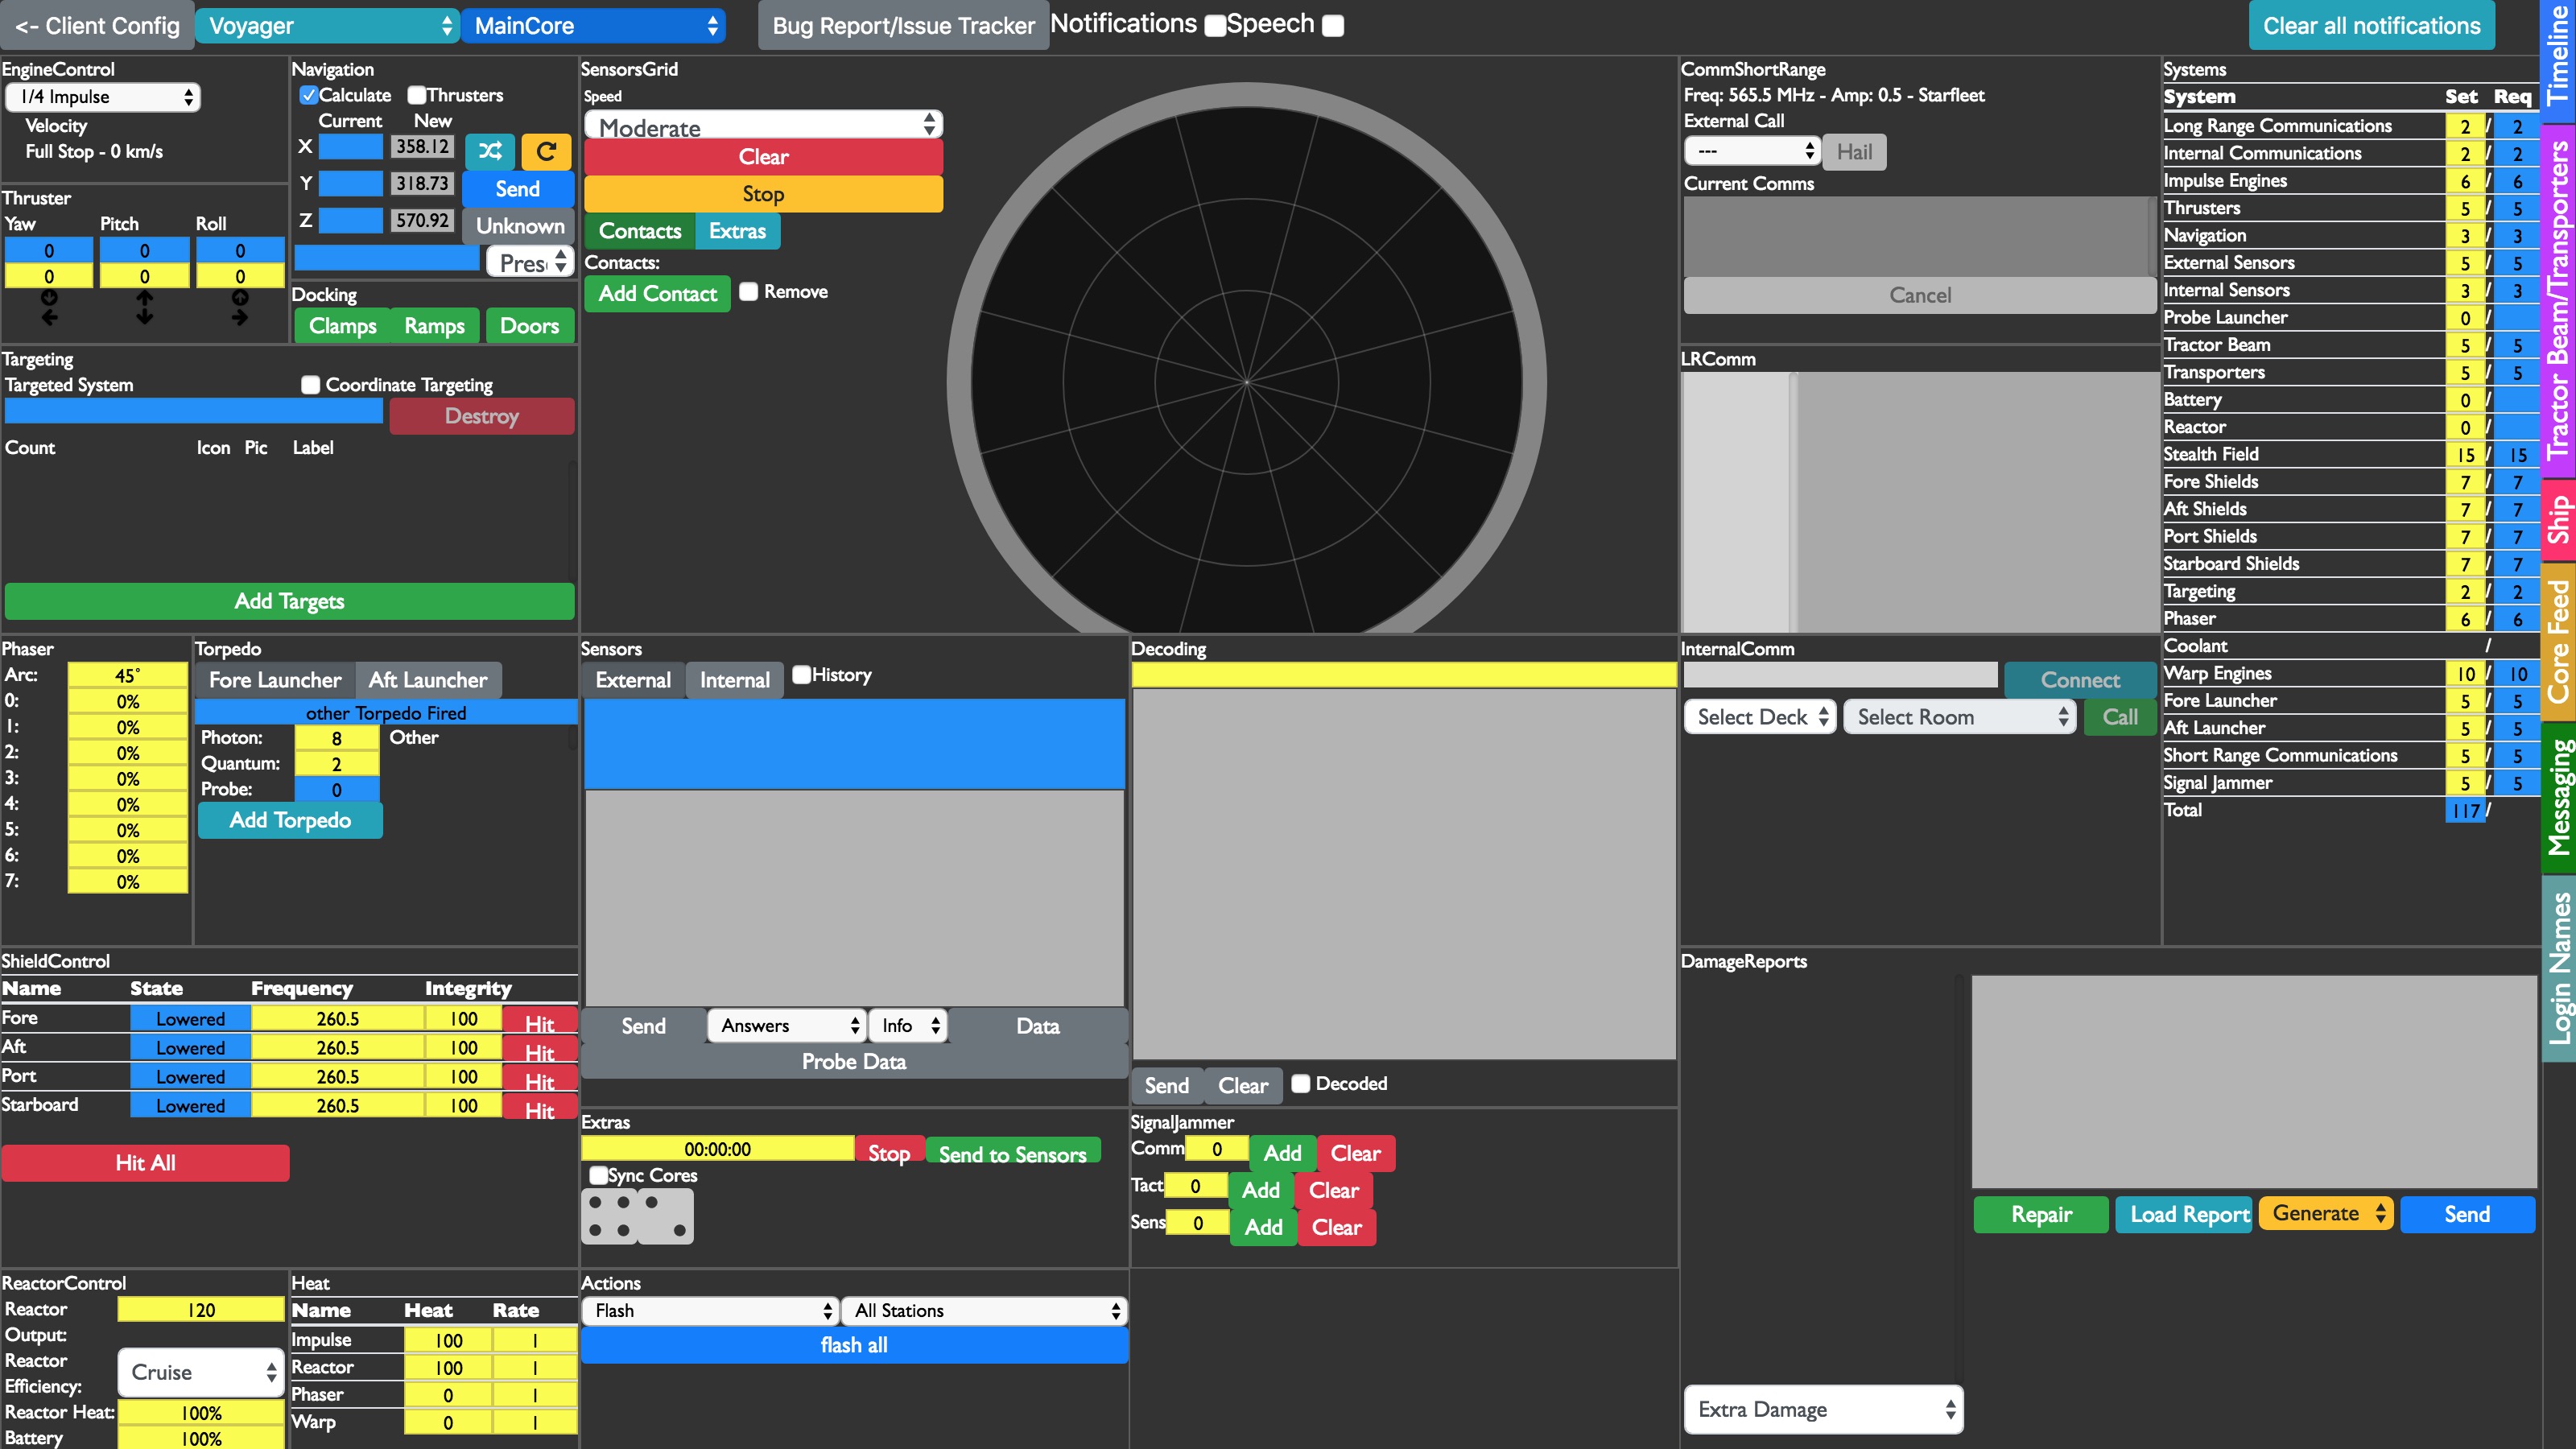 <- Client Config
Voyager
MainCore
Bug Report/Issue Tracker
Notifications
Speech
Clear all notifications
EngineControl
1/4 Impulse
Velocity
Full Stop - 0 km/s
Thruster
Yaw Pitch Roll
0 0 0
0 0 0
Navigation
Calculate Thrusters
Current New
X 358.12
Y 318.73 Send
Z 570.92 Unknown
Pres
Docking
Clamps Ramps Doors
Targeting
Targeted System Coordinate Targeting
Destroy
Count Icon Pic Label
Add Targets
SensorsGrid
Speed
Moderate
Clear
Stop
Contacts Extras
Contacts:
Add Contact Remove
CommShortRange
Freq: 565.5 MHz - Amp: 0.5 - Starfleet
External Call
--- Hail
Current Comms
Cancel
LRComm
Systems
System Set Req
Long Range Communications 2 / 2
Internal Communications 2 / 2
Impulse Engines 6 / 6
Thrusters 5 / 5
Navigation 3 / 3
External Sensors 5 / 5
Internal Sensors 3 / 3
Probe Launcher 0 /
Tractor Beam 5 / 5
Transporters 5 / 5
Battery 0 /
Reactor 0 /
Stealth Field 15 / 15
Fore Shields 7 / 7
Aft Shields 7 / 7
Port Shields 7 / 7
Starboard Shields 7 / 7
Targeting 2 / 2
Phaser 6 / 6
Coolant /
Warp Engines 10 / 10
Fore Launcher 5 / 5
Aft Launcher 5 / 5
Short Range Communications 5 / 5
Signal Jammer 5 / 5
Total 117 /
Timeline
Tractor Beam/Transporters
Ship
Core Feed
Messaging
Login Names
Phaser
Arc: 45°
0: 0%
1: 0%
2: 0%
3: 0%
4: 0%
5: 0%
6: 0%
7: 0%
Torpedo
Fore Launcher Aft Launcher
other Torpedo Fired
Photon: 8 Other
Quantum: 2
Probe: 0
Add Torpedo
Sensors
External Internal History
Send Answers Info Data
Probe Data
Decoding
Send Clear Decoded
InternalComm
Connect
Select Deck Select Room Call
ShieldControl
Name State Frequency Integrity
Fore Lowered 260.5 100 Hit
Aft Lowered 260.5 100 Hit
Port Lowered 260.5 100 Hit
Starboard Lowered 260.5 100 Hit
Hit All
Extras
00:00:00 Stop Send to Sensors
Sync Cores
SignalJammer
Comm 0 Add Clear
Tact 0 Add Clear
Sens 0 Add Clear
DamageReports
Repair Load Report Generate Send
Extra Damage
ReactorControl
Reactor Output: 120
Reactor Efficiency: Cruise
Reactor Heat: 100%
Battery 100%
Heat
Name Heat Rate
Impulse 100 1
Reactor 100 1
Phaser 0 1
Warp 0 1
Actions
Flash All Stations
flash all